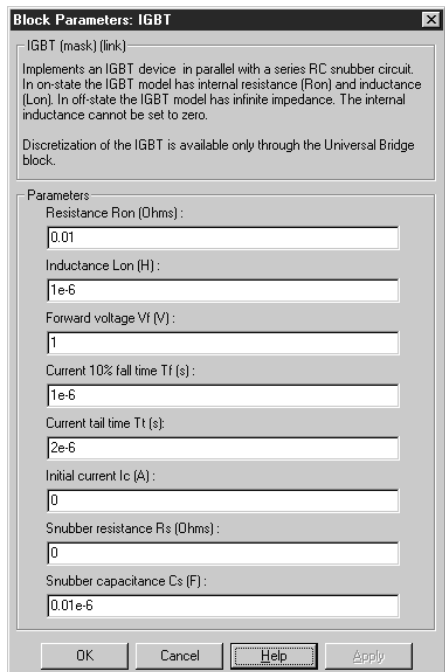 Block Parameters: IGBT
IGBT (mask) (link)
Implements an IGBT device in parallel with a series RC snubber circuit.
In on-state the IGBT model has internal resistance (Ron) and inductance
(Lon). In off-state the IGBT model has infinite impedance. The internal
inductance cannot be set to zero.
Discretization of the IGBT is available only through the Universal Bridge
block.
Parameters
Resistance Ron (Ohms) :
0.01
Inductance Lon (H) :
1e-6
Forward voltage Vf (V) :
1
Current 10% fall time Tf (s) :
1e-6
Current tail time Tt (s):
2e-6
Initial current Ic (A) :
0
Snubber resistance Rs (Ohms) :
0
Snubber capacitance Cs (F) :
0.01e-6
OK Cancel Help Apply